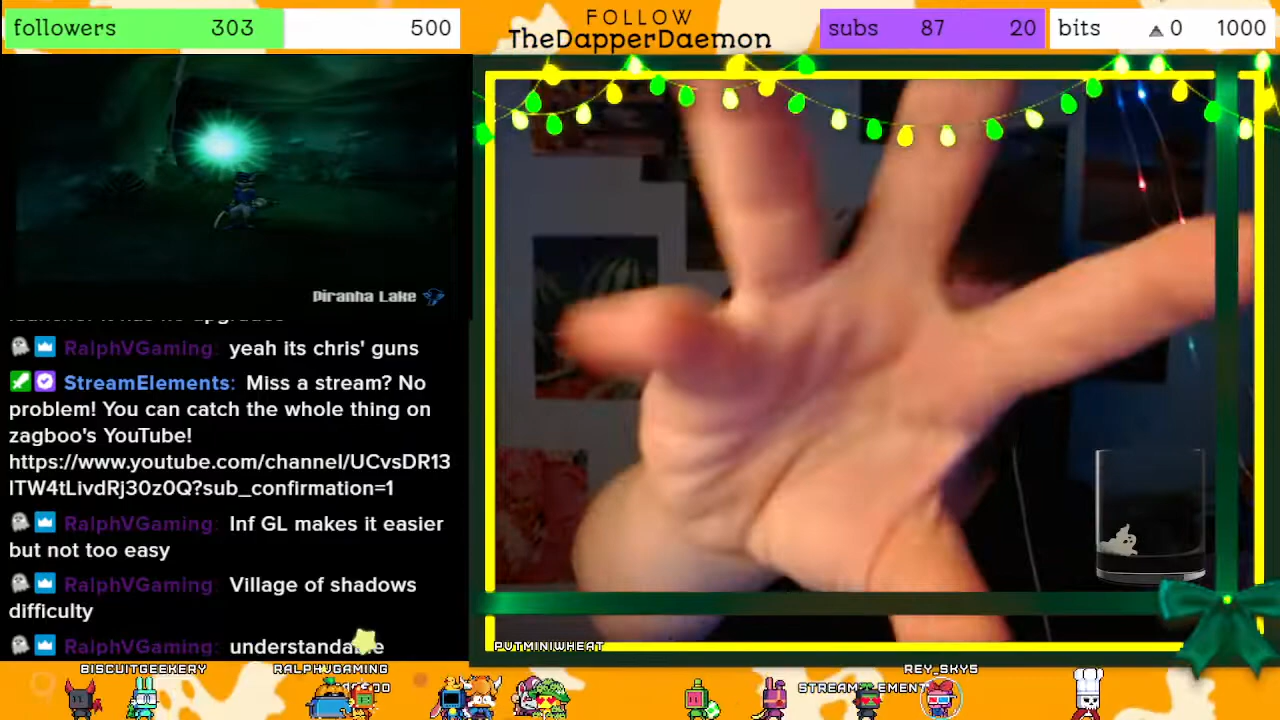 followers 303 500
FOLLOW
TheDapperDaemon
subs 87 20
bits 0 1000
Piranha Lake
RalphVGaming: yeah its chris' guns
StreamElements: Miss a stream? No
problem! You can catch the whole thing on
zagboo's YouTube!
https://www.youtube.com/channel/UCvsDR13
ITW4tLivdRj30z0Q?sub_confirmation=1
RalphVGaming: Inf GL makes it easier
but not too easy
RalphVGaming: Village of shadows
difficulty
RalphVGaming: understandable
PUTMINIWHEAT
BISCUITGEEKERY
RALPHVGAMING
REY_SKY5